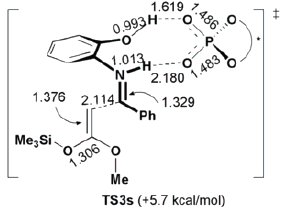 1.619
‡
0.993
H
O
1.486
O
P
O
*
1.013
N
H
O
1.483
O
2.180
1.376
2.114
1.329
Ph
Me3Si
O
1.306
O
Me
TS3s (+5.7 kcal/mol)